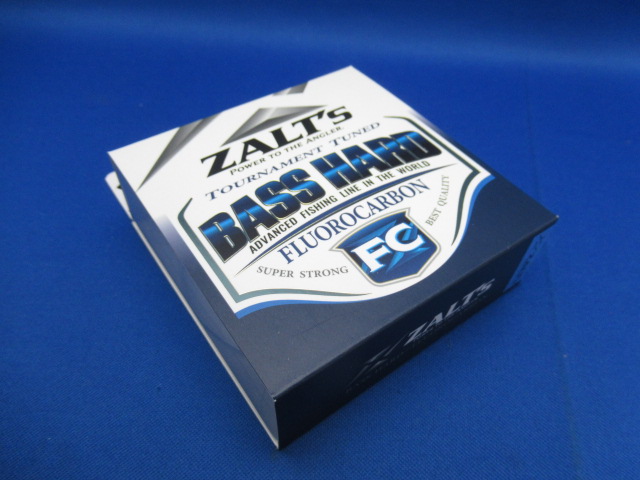 ZALT's
POWER TO THE ANGLER.
TOURNAMENT TUNED
BASS HARD
ADVANCED FISHING LINE IN THE WORLD
FLUOROCARBON
SUPER STRONG
FC
BEST QUALITY
ZALT's